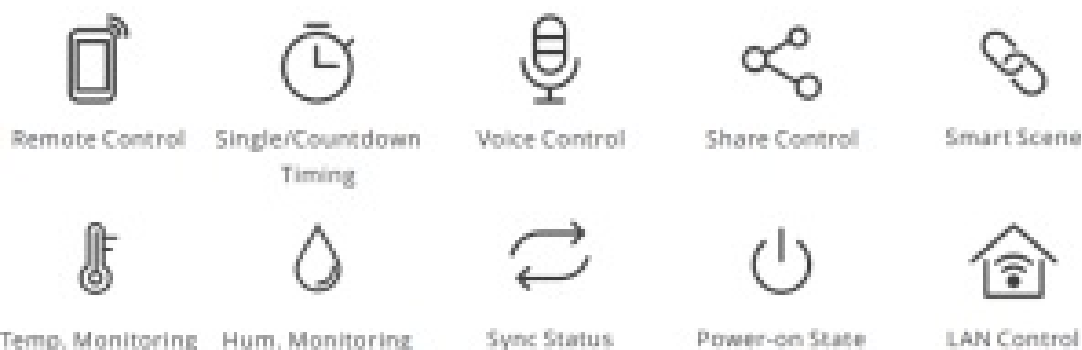 Remote Control
Single/Countdown
Timing
Voice Control
Share Control
Smart Scene
Temp. Monitoring
Hum. Monitoring
Sync Status
Power-on State
LAN Control